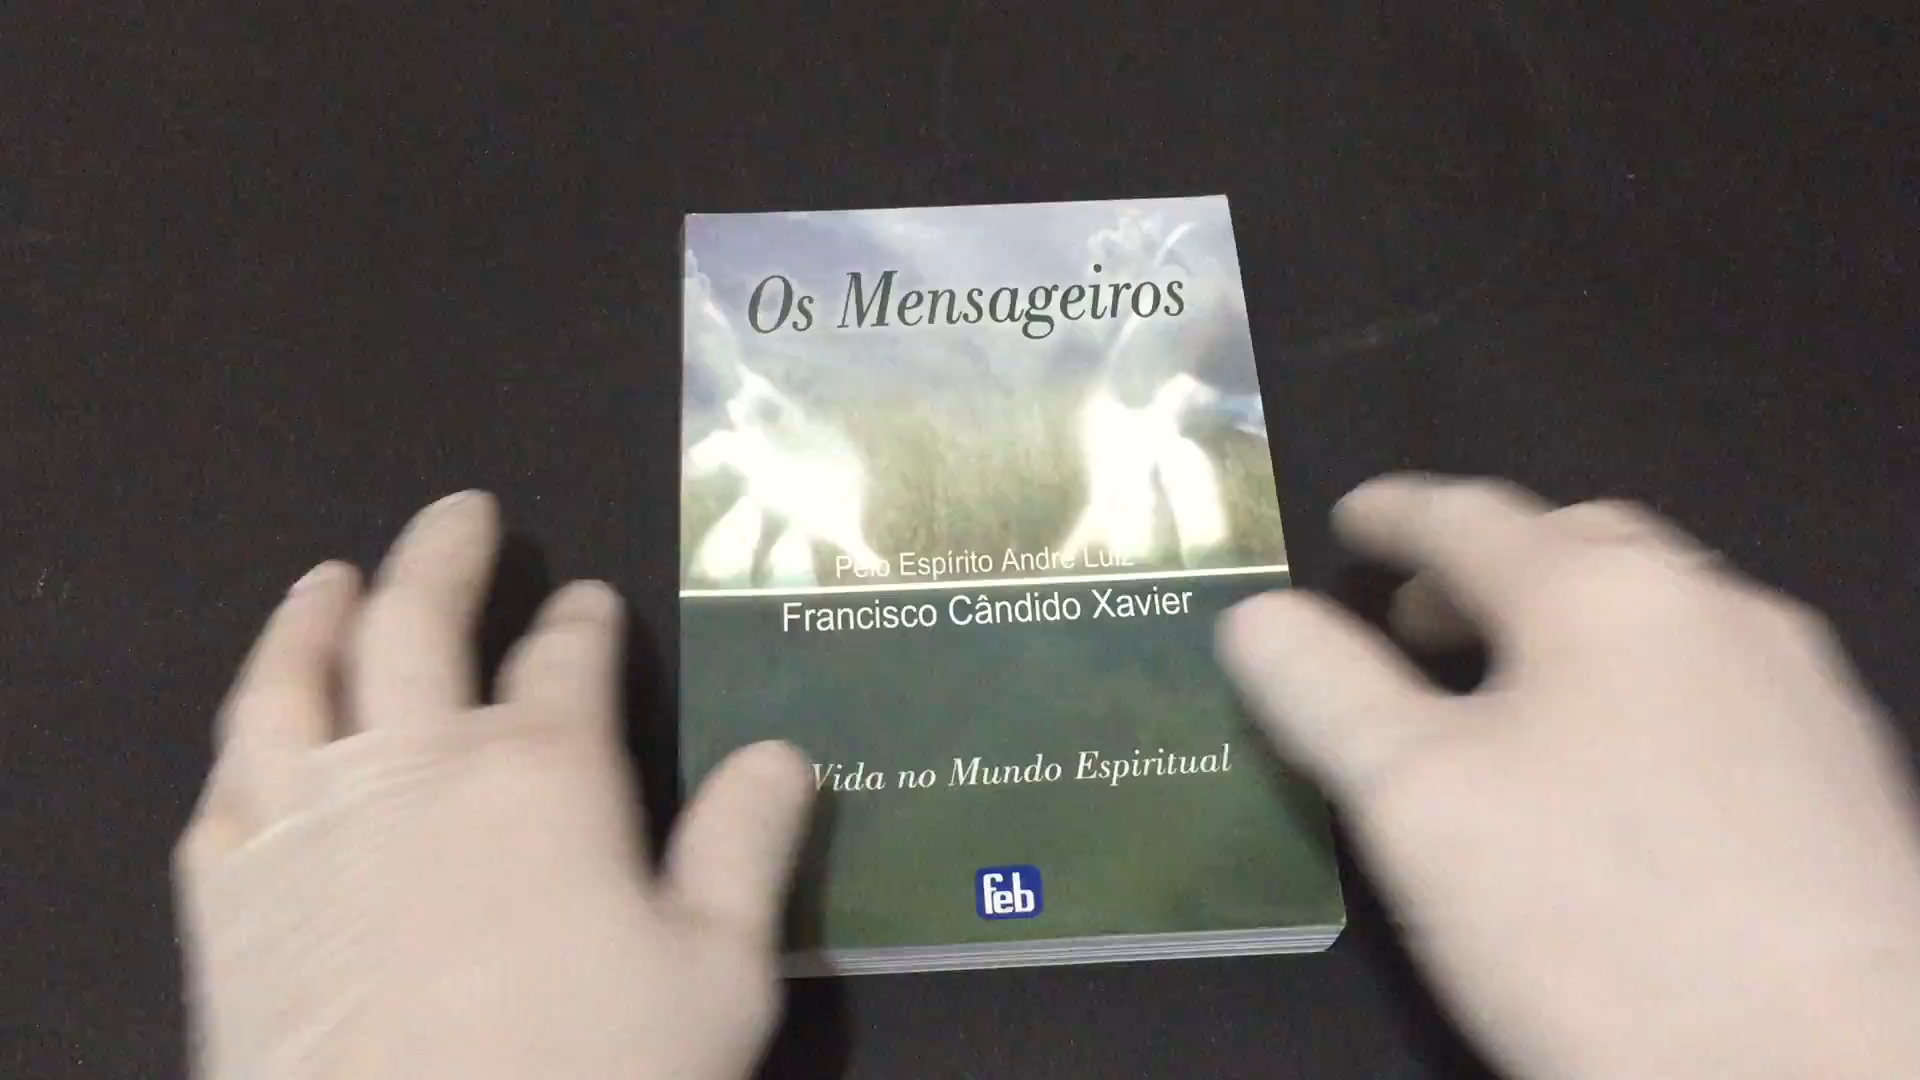 Os Mensageiros
Pelo Espírito André Luiz
Francisco Cândido Xavier
Vida no Mundo Espiritual
feb